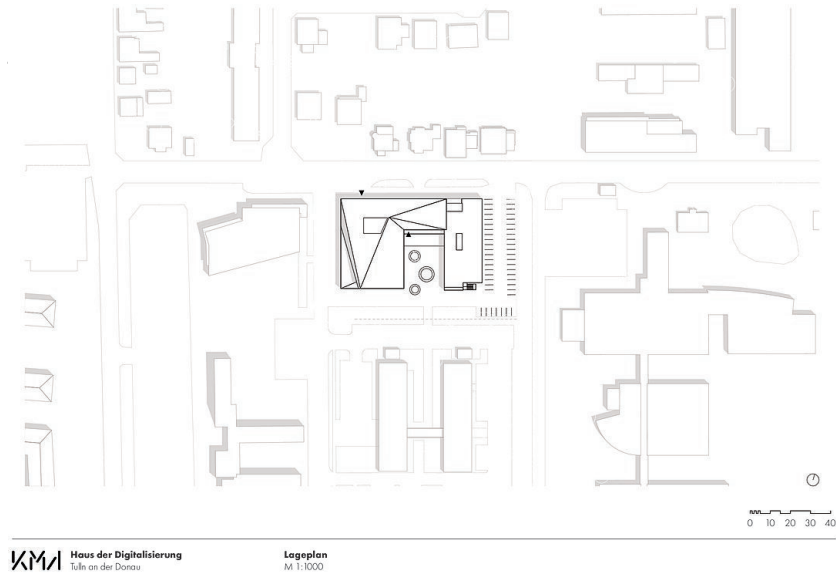 0 10 20 30 40
KMA
Haus der Digitalisierung
Tulln an der Donau
Lageplan
M 1:1000